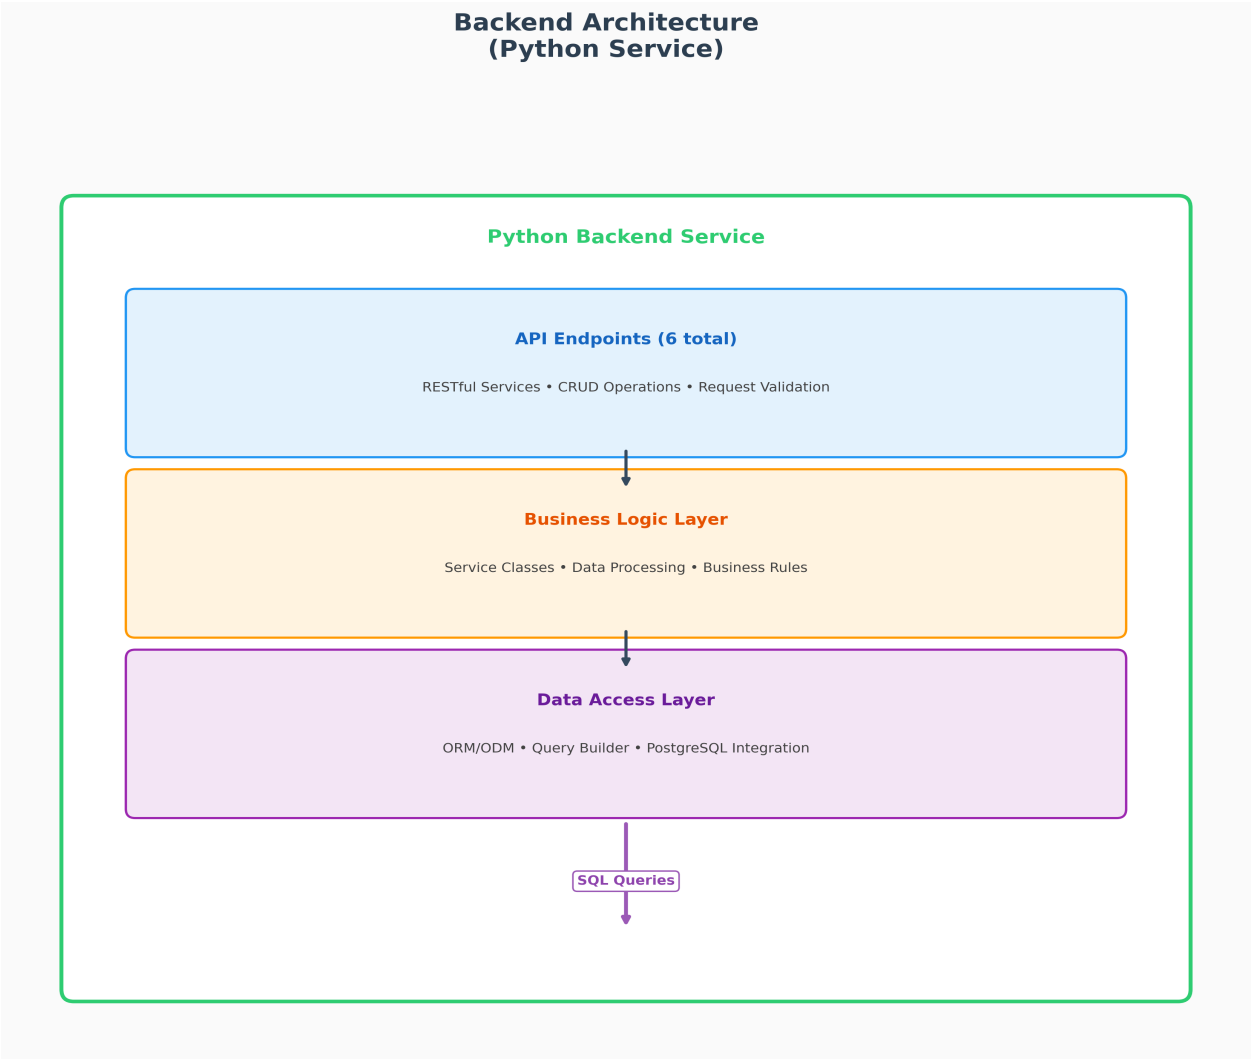 Backend Architecture
(Python Service)
Python Backend Service
API Endpoints (6 total)
RESTful Services • CRUD Operations • Request Validation
Business Logic Layer
Service Classes • Data Processing • Business Rules
Data Access Layer
ORM/ODM • Query Builder • PostgreSQL Integration
SQL Queries